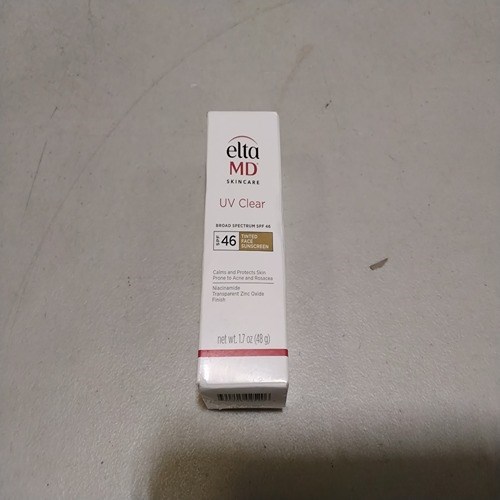 elta
MD
SKINCARE
UV Clear
BROAD SPECTRUM SPF 46
SPF 46 TINTED
FACE
SUNSCREEN
Calms and Protects Skin
Prone to Acne and Rosacea
Niacinamide
Transparent Zinc Oxide
Finish
net wt. 1.7 oz (48 g)